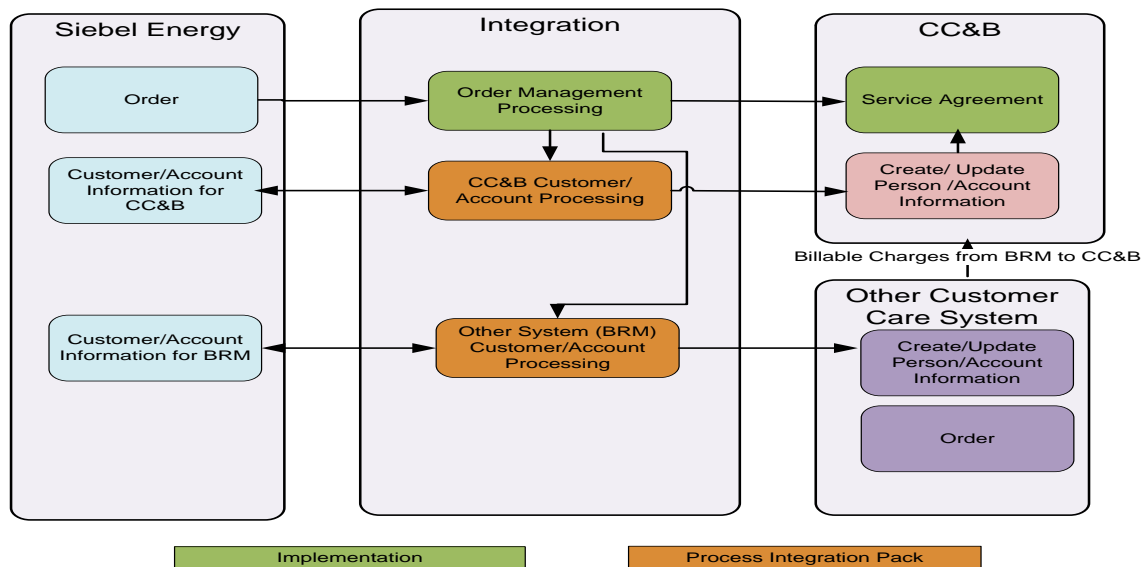 Siebel Energy
Order
Customer/Account
Information for
CC&B
Customer/Account
Information for BRM
Integration
Order Management
Processing
CC&B Customer/
Account Processing
Other System (BRM)
Customer/Account
Processing
CC&B
Service Agreement
Create/ Update
Person /Account
Information
Billable Charges from BRM to CC&B
Other Customer
Care System
Create/Update
Person/Account
Information
Order
Implementation
Process Integration Pack